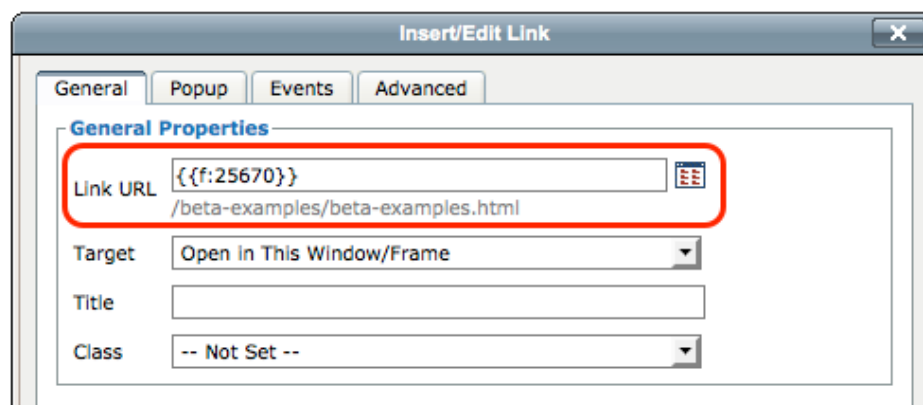 Insert/Edit Link
General Popup Events Advanced
General Properties
Link URL {{f:25670}}
/beta-examples/beta-examples.html
Target Open in This Window/Frame
Title
Class -- Not Set --